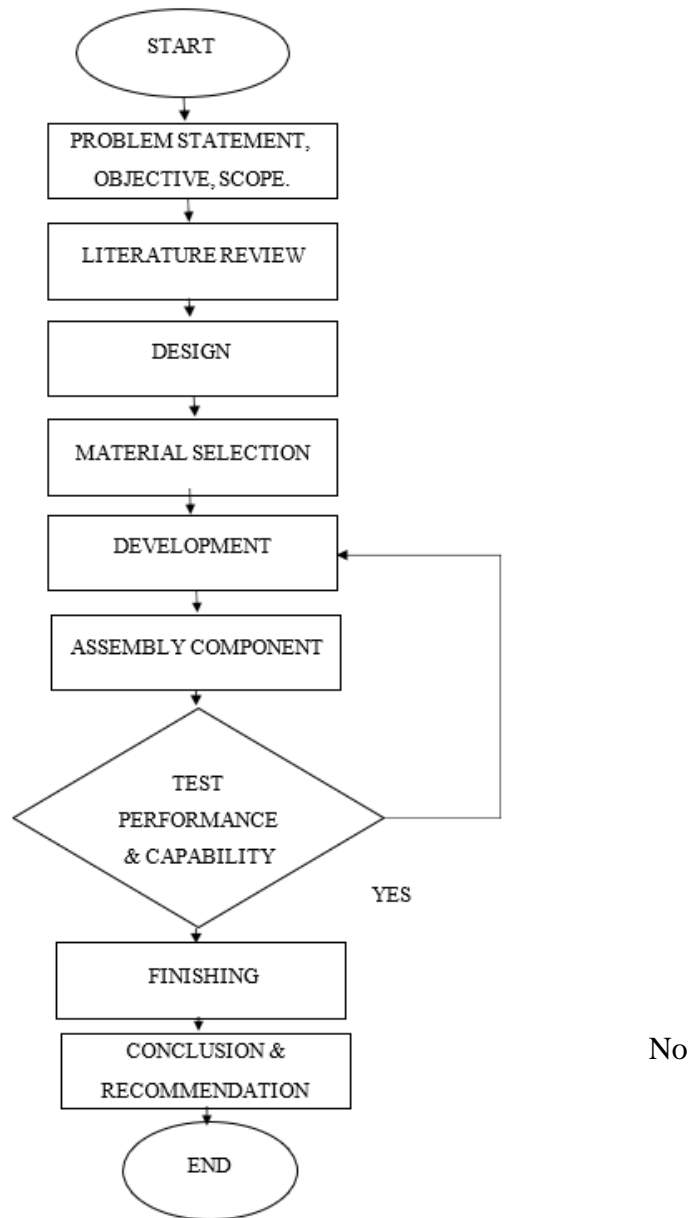 START
PROBLEM STATEMENT,
OBJECTIVE, SCOPE.
LITERATURE REVIEW
DESIGN
MATERIAL SELECTION
DEVELOPMENT
ASSEMBLY COMPONENT
TEST
PERFORMANCE
& CAPABILITY
YES
FINISHING
CONCLUSION &
RECOMMENDATION
No
END